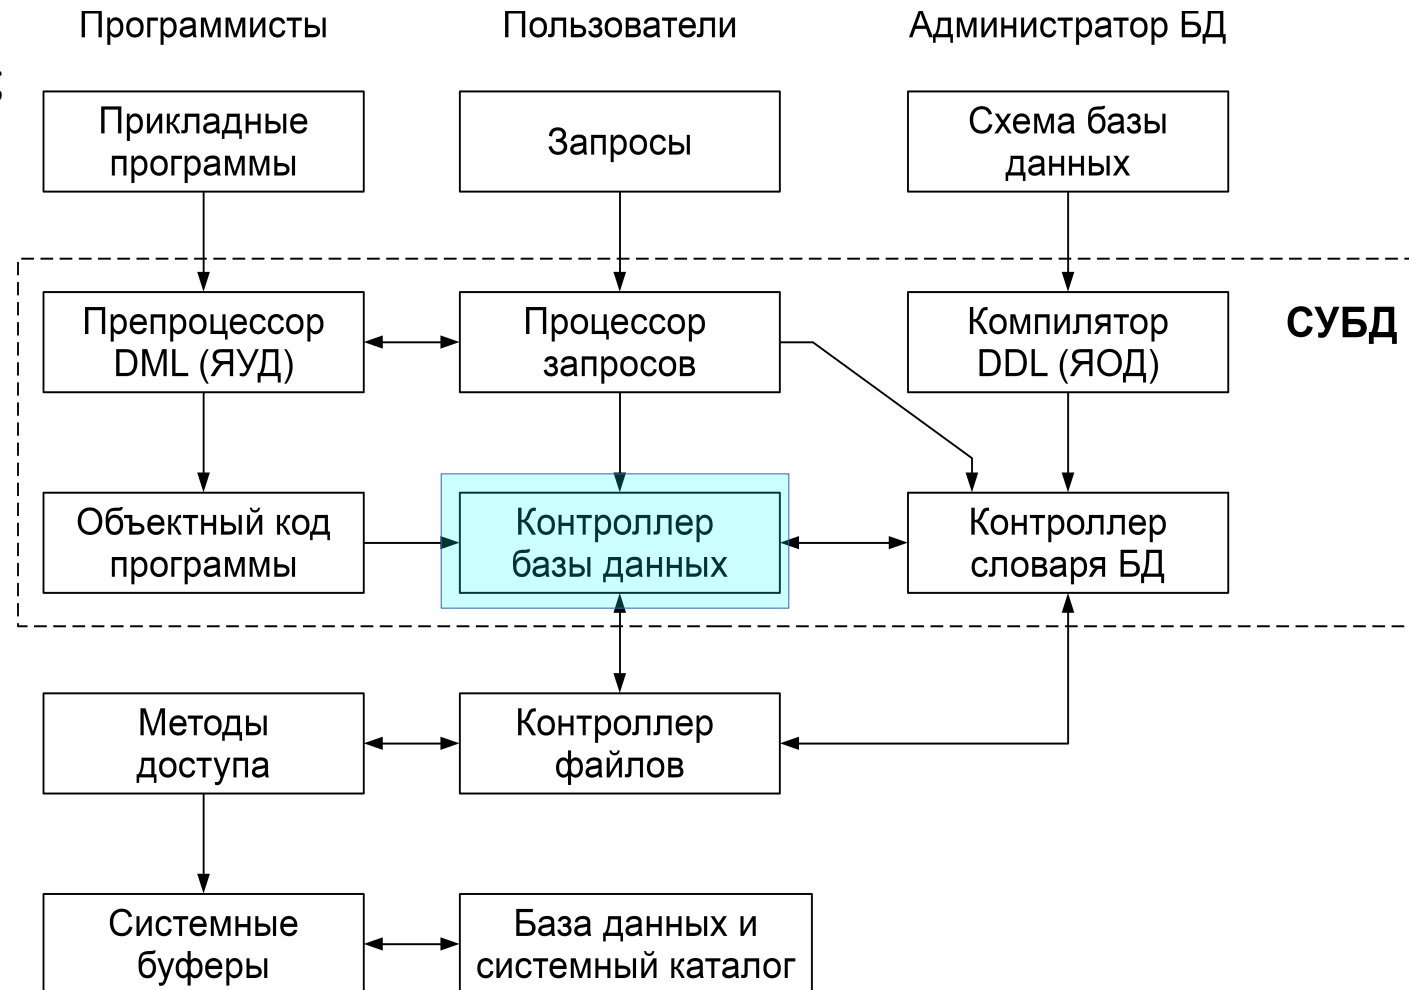 Программисты
Пользователи
Администратор БД
;
Прикладные
программы
Запросы
Схема базы
данных
Препроцессор
DML (ЯУД)
Процессор
запросов
Компилятор
DDL (ЯОД)
СУБД
Объектный код
программы
Контроллер
базы данных
Контроллер
словаря БД
Методы
доступа
Контроллер
файлов
Системные
буферы
База данных и
системный каталог